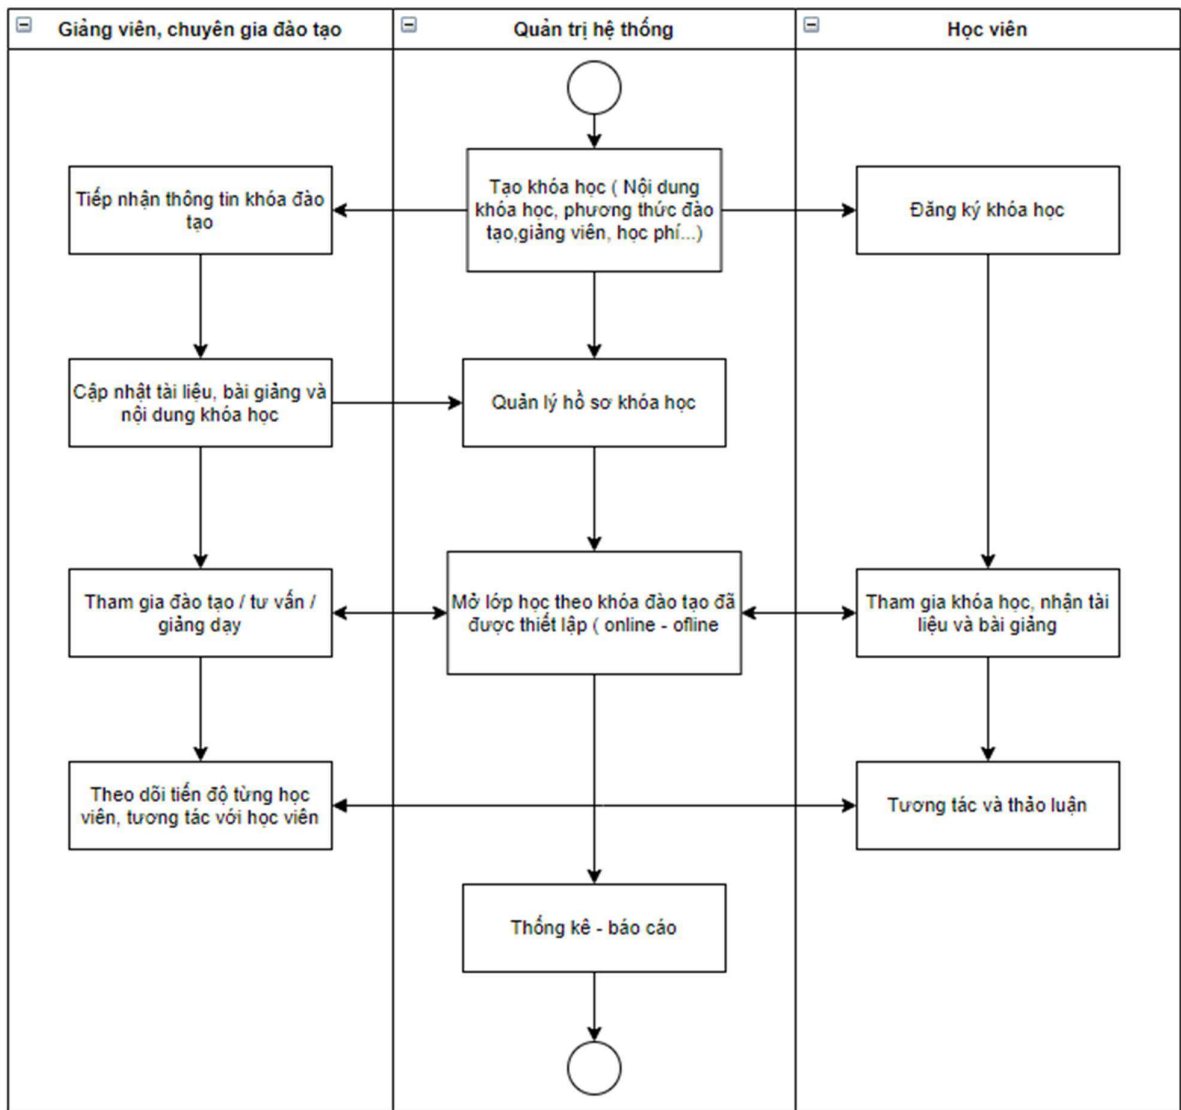 Giảng viên, chuyên gia đào tạo
Quản trị hệ thống
Học viên
Tiếp nhận thông tin khóa đào
tạo
Tạo khóa học ( Nội dung
khóa học, phương thức đào
tạo,giảng viên, học phí...)
Đăng ký khóa học
Cập nhật tài liệu, bài giảng và
nội dung khóa học
Quản lý hồ sơ khóa học
Tham gia đào tạo / tư vấn /
giảng dạy
Mở lớp học theo khóa đào tạo đã
được thiết lập ( online - ofline
Tham gia khóa học, nhận tài
liệu và bài giảng
Theo dõi tiến độ từng học
viên, tương tác với học viên
Tương tác và thảo luận
Thống kê - báo cáo